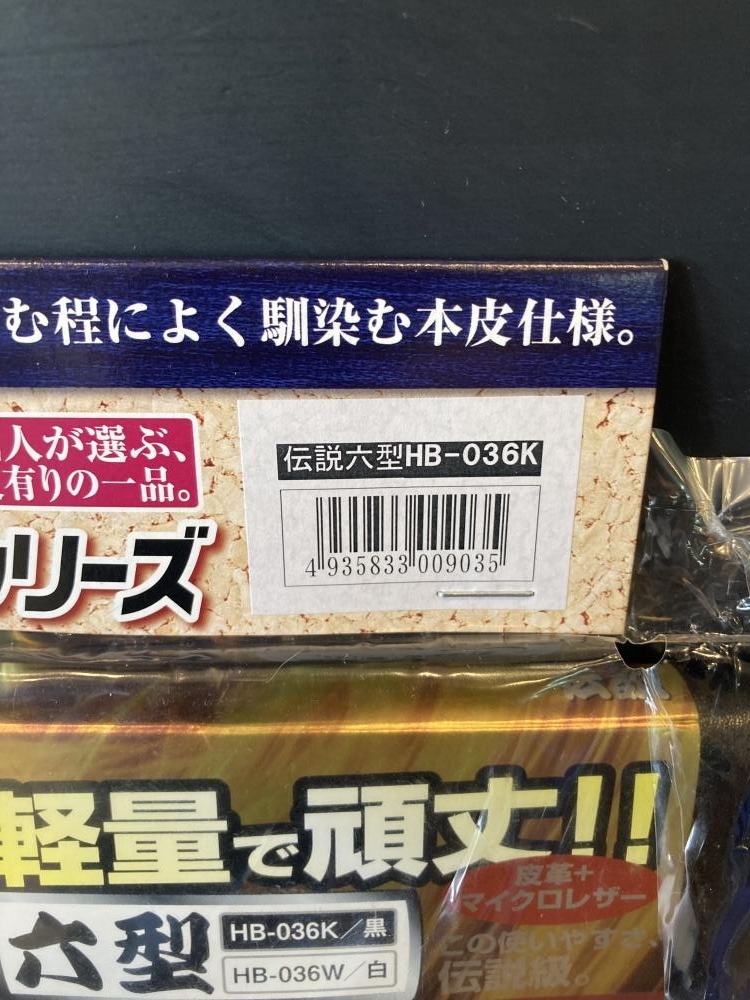 む程によく馴染む本皮仕様。
人が選ぶ、
有りの一品。
リーズ
伝説六型HB-036K
4 935833 009035
軽量で頑丈!!
皮革+
マイクロレザー
六型
HB-036K/黒
HB-036W/白
この使いやすさ、
伝説級。